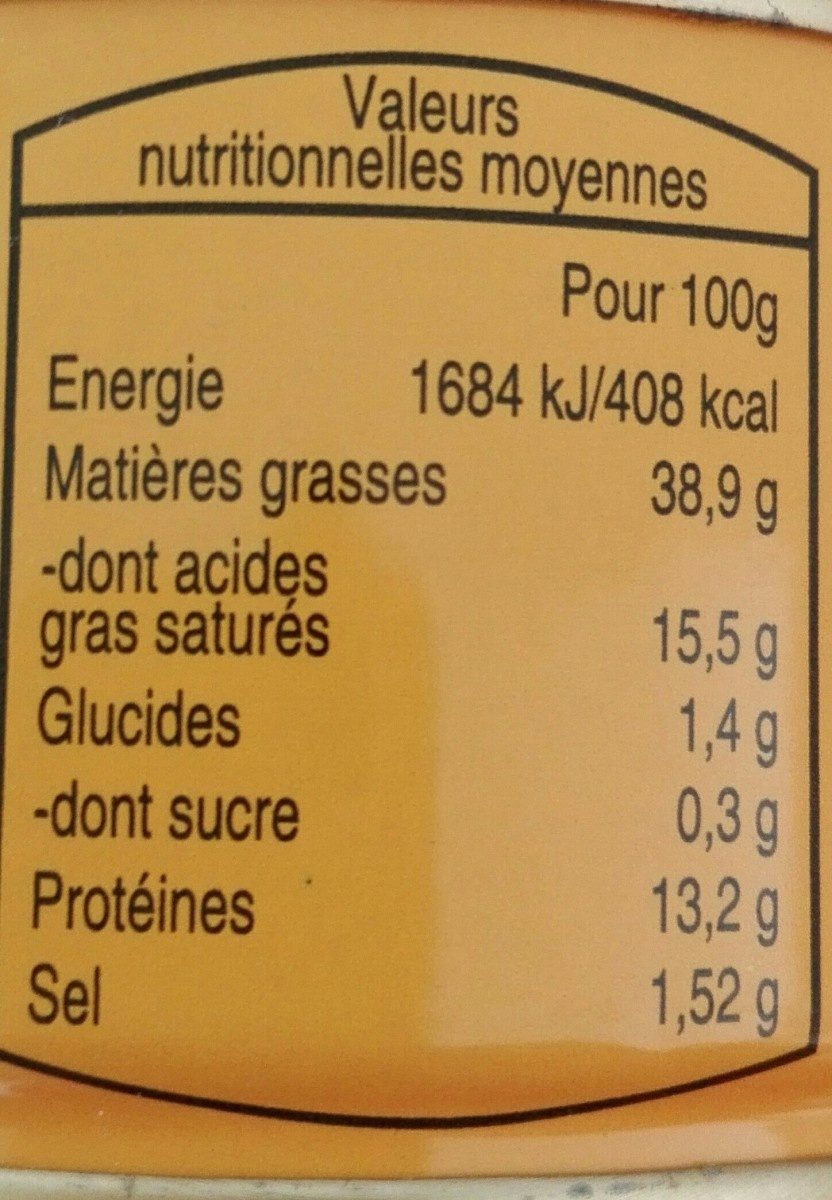 Valeurs
nutritionnelles moyennes
Pour 100g
Energie 1684 kJ/408 kcal
Matières grasses 38,9 g
-dont acides
gras saturés 15,5 g
Glucides 1,4 g
-dont sucre 0,3 g
Protéines 13,2 g
Sel 1,52 g